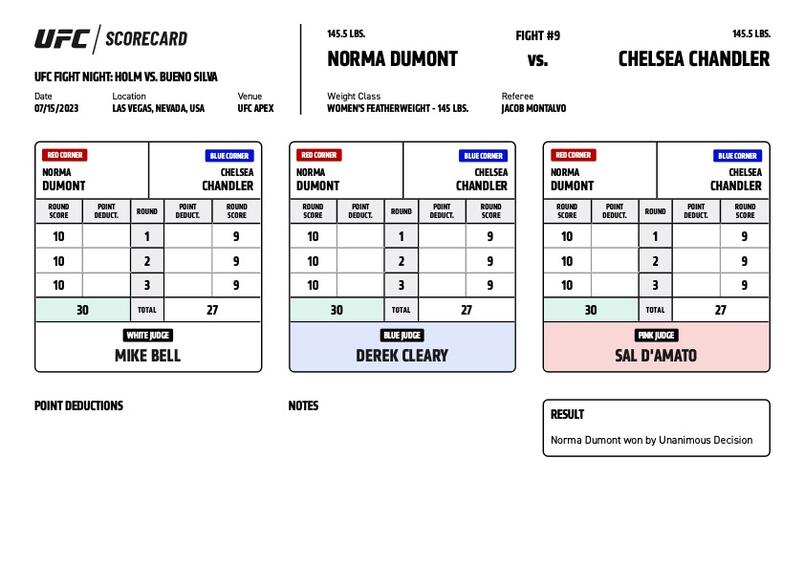 UFC / SCORECARD
UFC FIGHT NIGHT: HOLM VS. BUENO SILVA
Date Location Venue
07/15/2023 LAS VEGAS, NEVADA, USA UFC APEX
145.5 LBS. FIGHT #9 145.5 LBS.
NORMA DUMONT VS. CHELSEA CHANDLER
Weight Class Referee
WOMEN'S FEATHERWEIGHT - 145 LBS. JACOB MONTALVO
RED CORNER BLUE CORNER
NORMA CHELSEA
DUMONT CHANDLER
ROUND SCORE POINT DEDUCT. ROUND POINT DEDUCT. ROUND SCORE
10 1 9
10 2 9
10 3 9
30 TOTAL 27
WHITE JUDGE
MIKE BELL
RED CORNER BLUE CORNER
NORMA CHELSEA
DUMONT CHANDLER
ROUND SCORE POINT DEDUCT. ROUND POINT DEDUCT. ROUND SCORE
10 1 9
10 2 9
10 3 9
30 TOTAL 27
BLUE JUDGE
DEREK CLEARY
RED CORNER BLUE CORNER
NORMA CHELSEA
DUMONT CHANDLER
ROUND SCORE POINT DEDUCT. ROUND POINT DEDUCT. ROUND SCORE
10 1 9
10 2 9
10 3 9
30 TOTAL 27
PINK JUDGE
SAL D'AMATO
POINT DEDUCTIONS
NOTES
RESULT
Norma Dumont won by Unanimous Decision